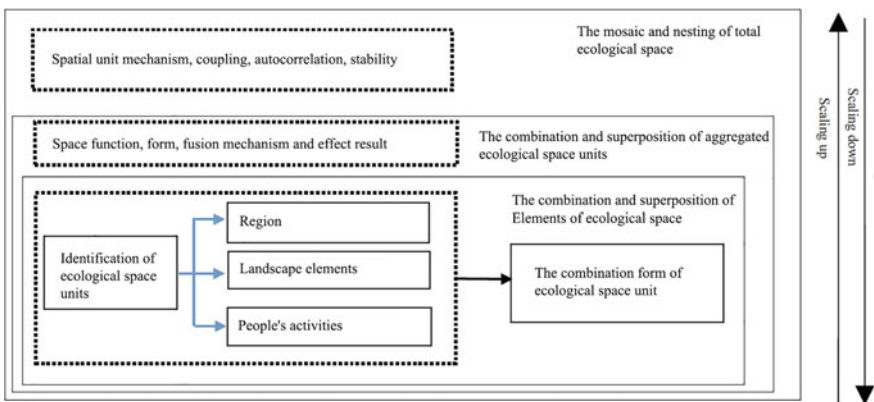 The mosaic and nesting of total
ecological space
Spatial unit mechanism, coupling, autocorrelation, stability
Space function, form, fusion mechanism and effect result
The combination and superposition of aggregated
ecological space units
The combination and superposition of
Elements of ecological space
Identification of
ecological space
units
Region
Landscape elements
People's activities
The combination form of
ecological space unit
Scaling up
Scaling down